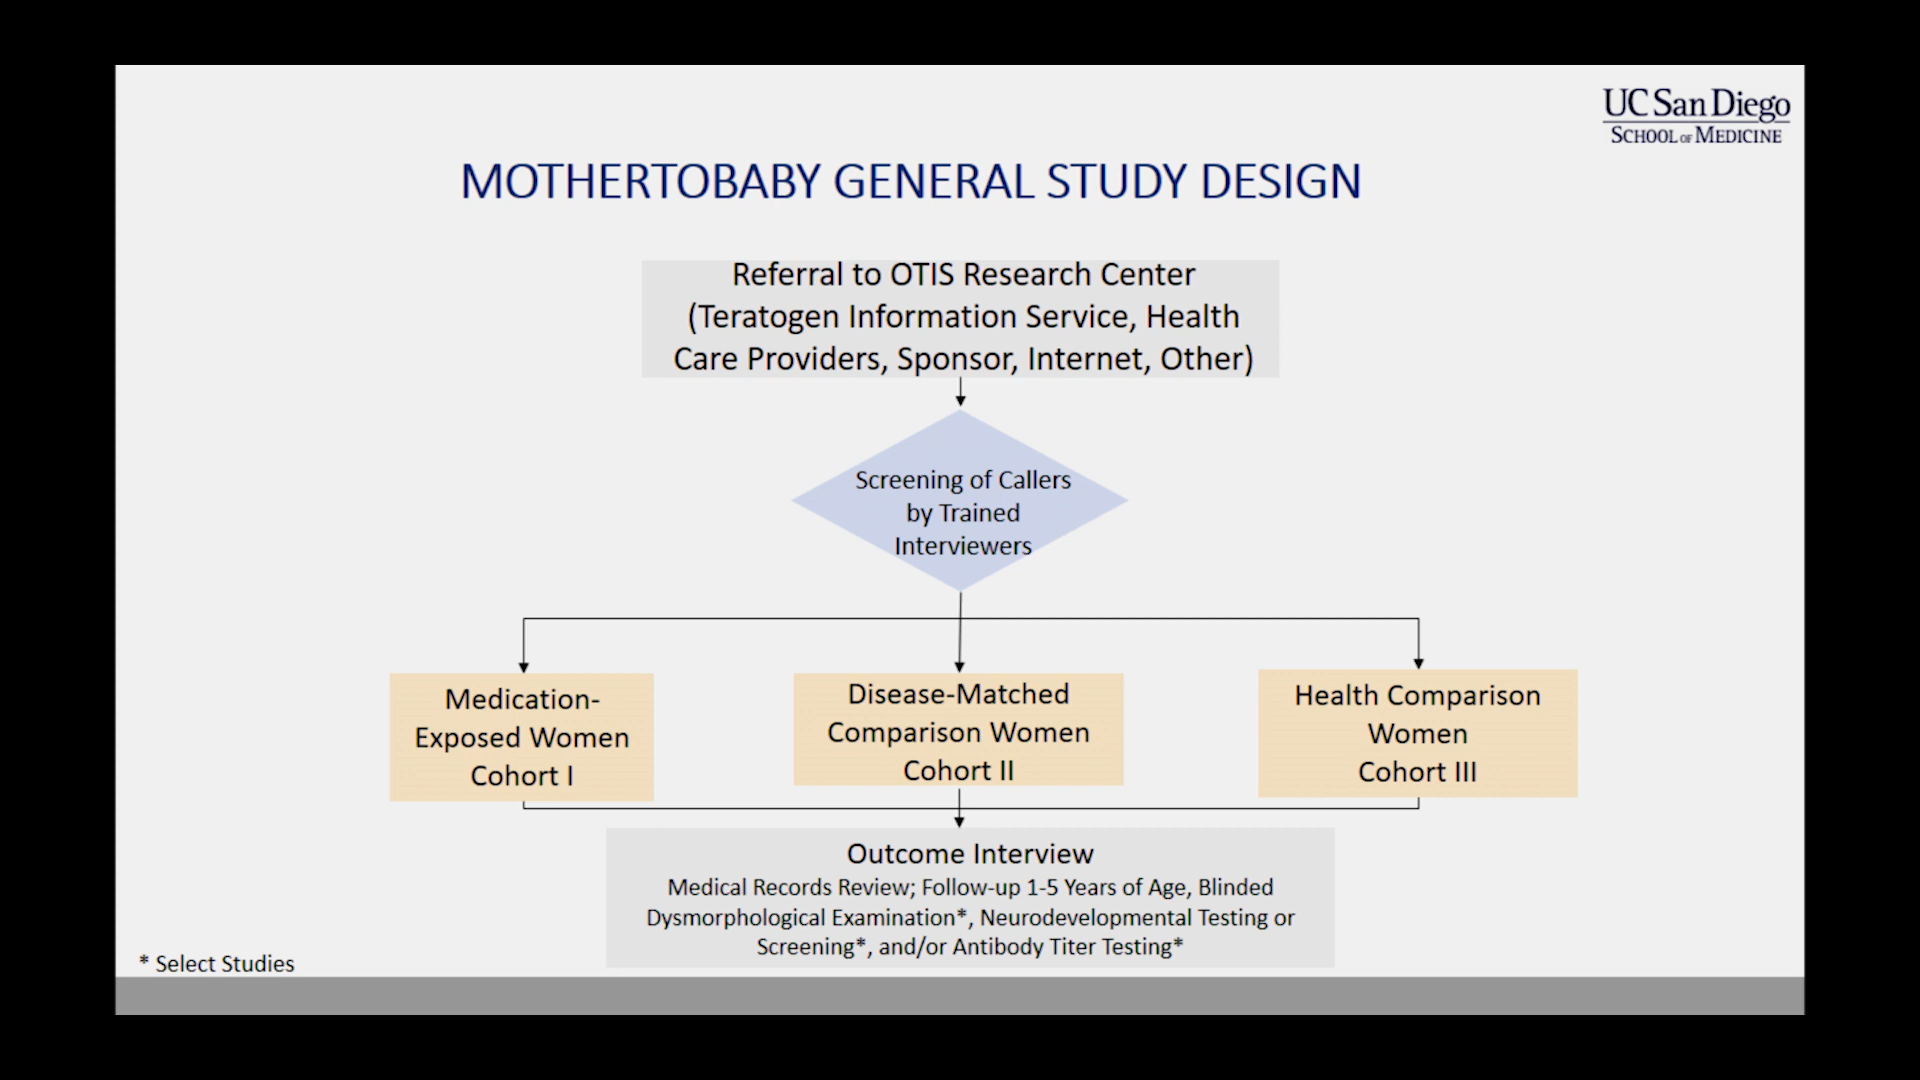 UC San Diego
SCHOOL OF MEDICINE
MOTHERTOBABY GENERAL STUDY DESIGN
Referral to OTIS Research Center
(Teratogen Information Service, Health
Care Providers, Sponsor, Internet, Other)
Screening of Callers
by Trained
Interviewers
Medication-
Exposed Women
Cohort I
Disease-Matched
Comparison Women
Cohort II
Health Comparison
Women
Cohort III
Outcome Interview
Medical Records Review; Follow-up 1-5 Years of Age, Blinded
Dysmorphological Examination*, Neurodevelopmental Testing or
Screening*, and/or Antibody Titer Testing*
* Select Studies